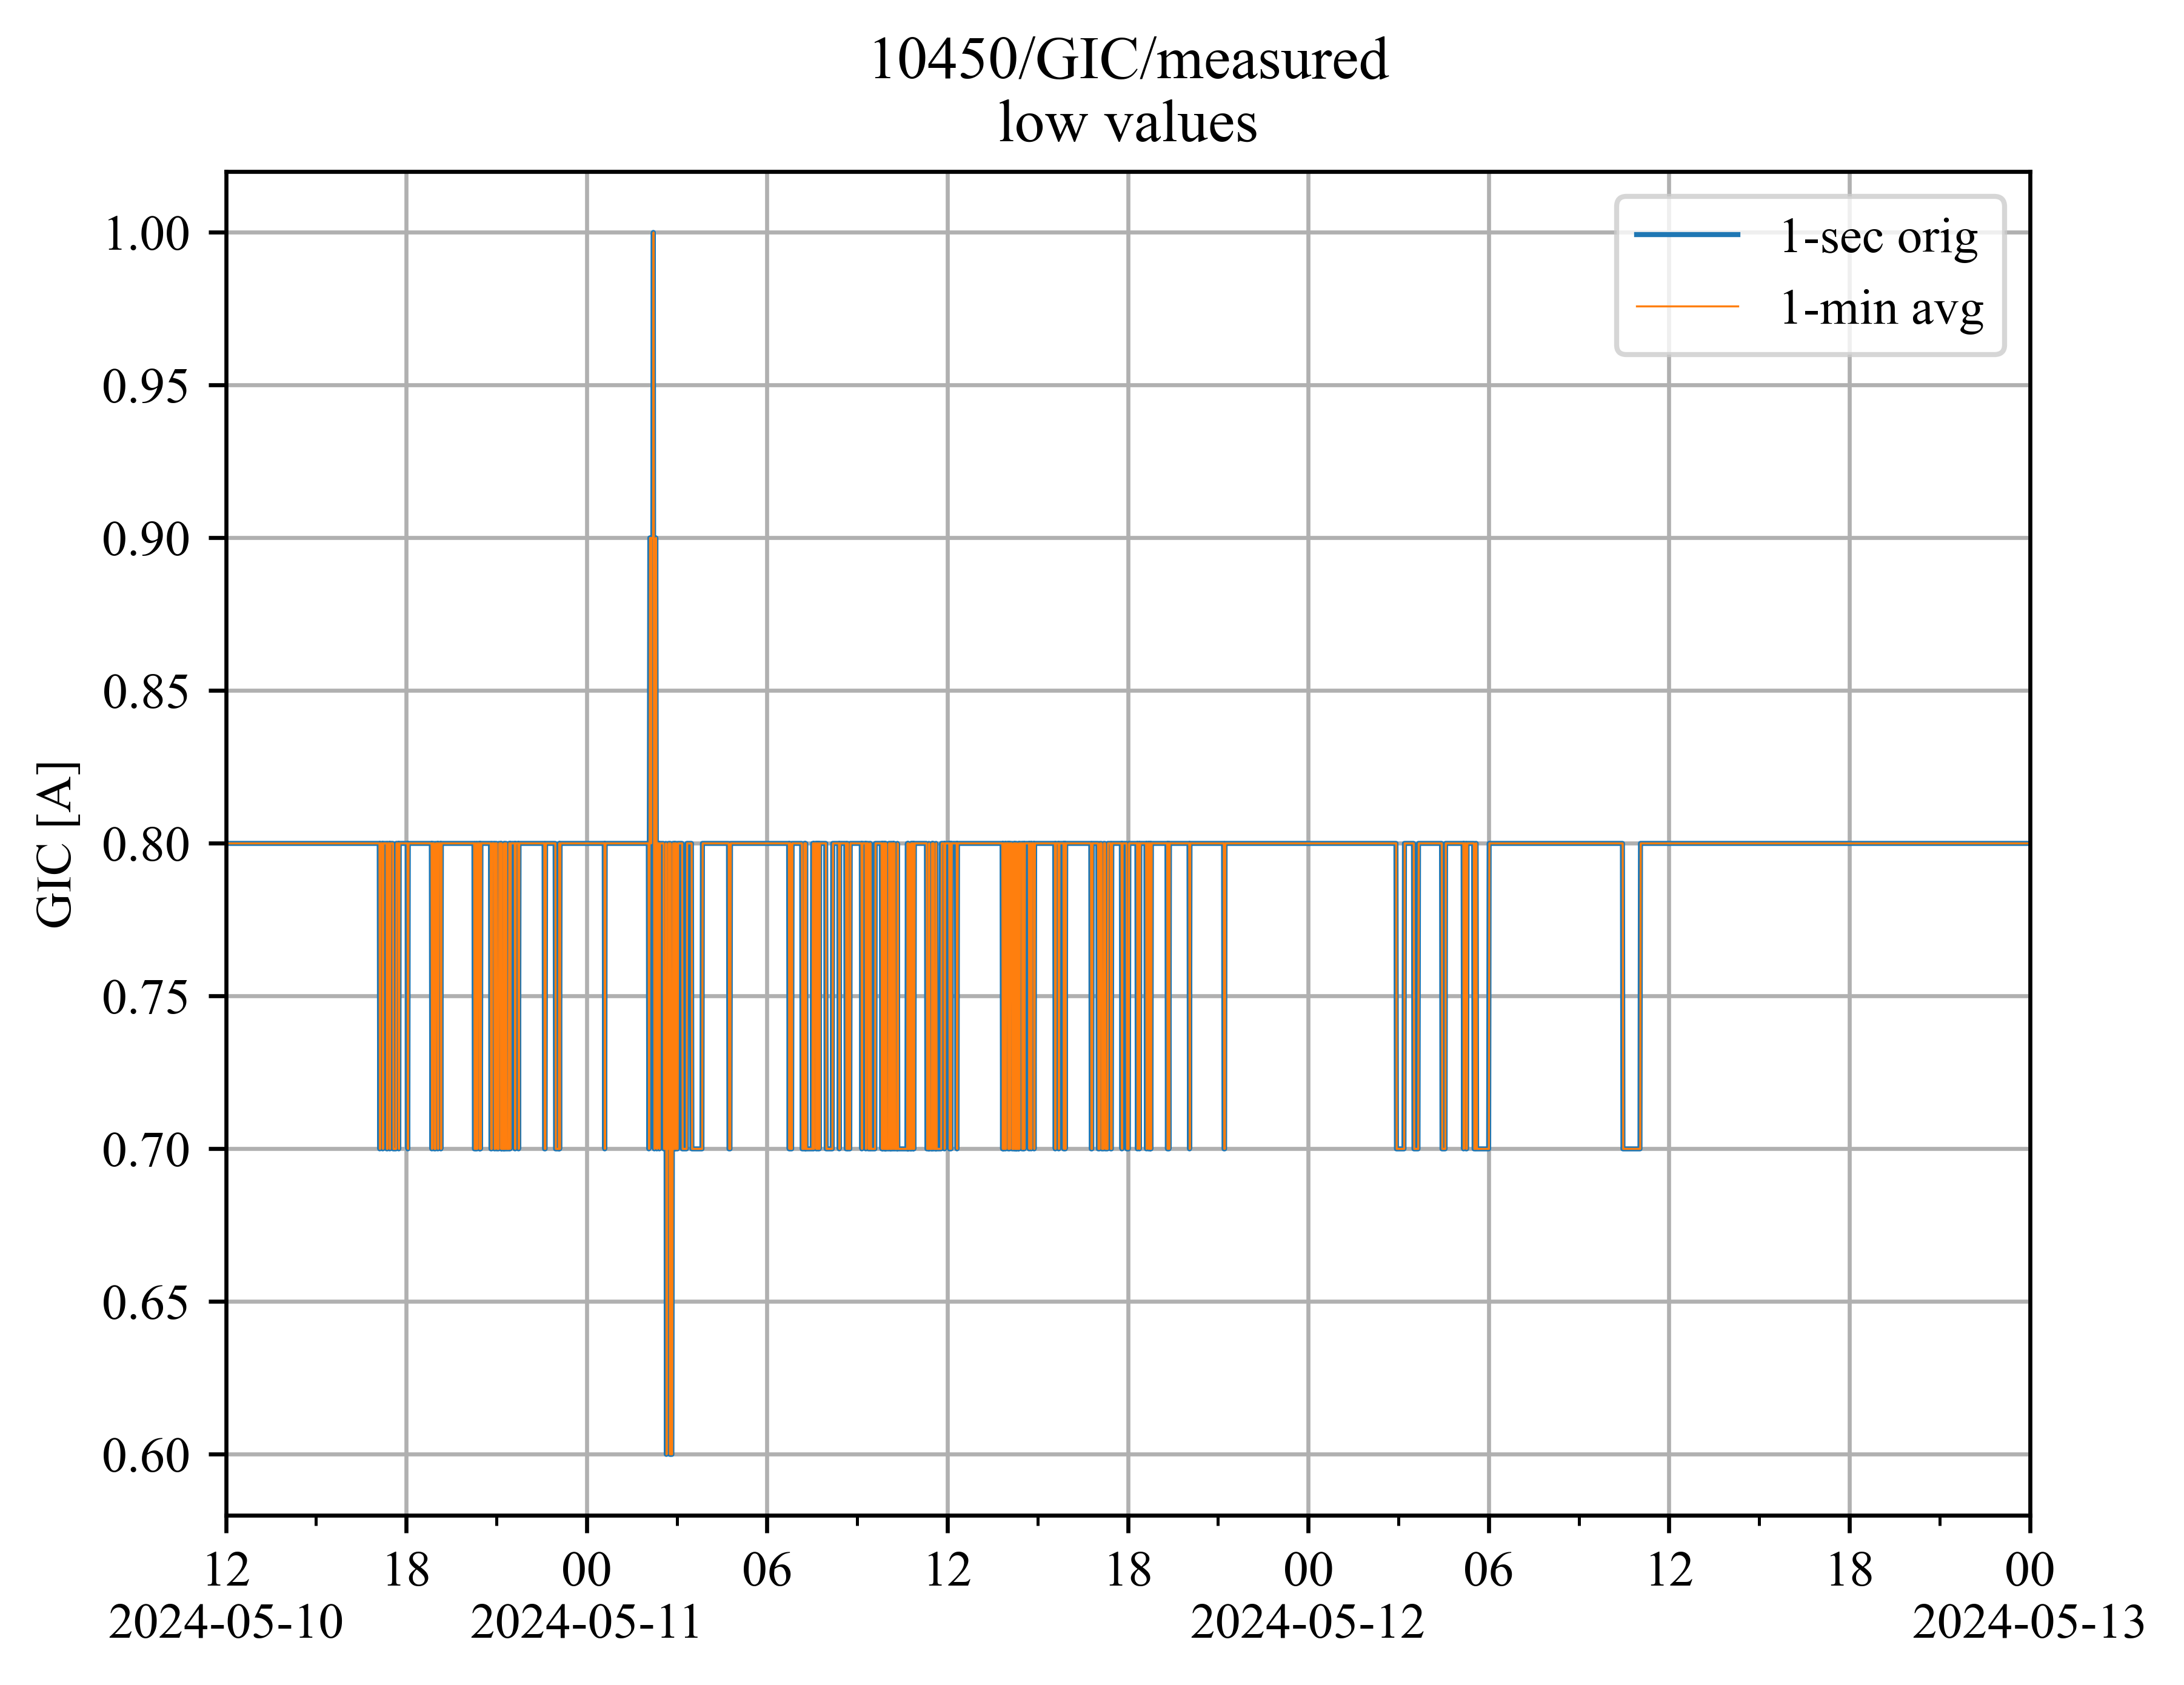 10450/GIC/measured
low values
1-sec orig
1-min avg
GIC [A]
1.00
0.95
0.90
0.85
0.80
0.75
0.70
0.65
0.60
12 18 00 06 12 18 00 06 12 18 00
2024-05-10 2024-05-11 2024-05-12 2024-05-13